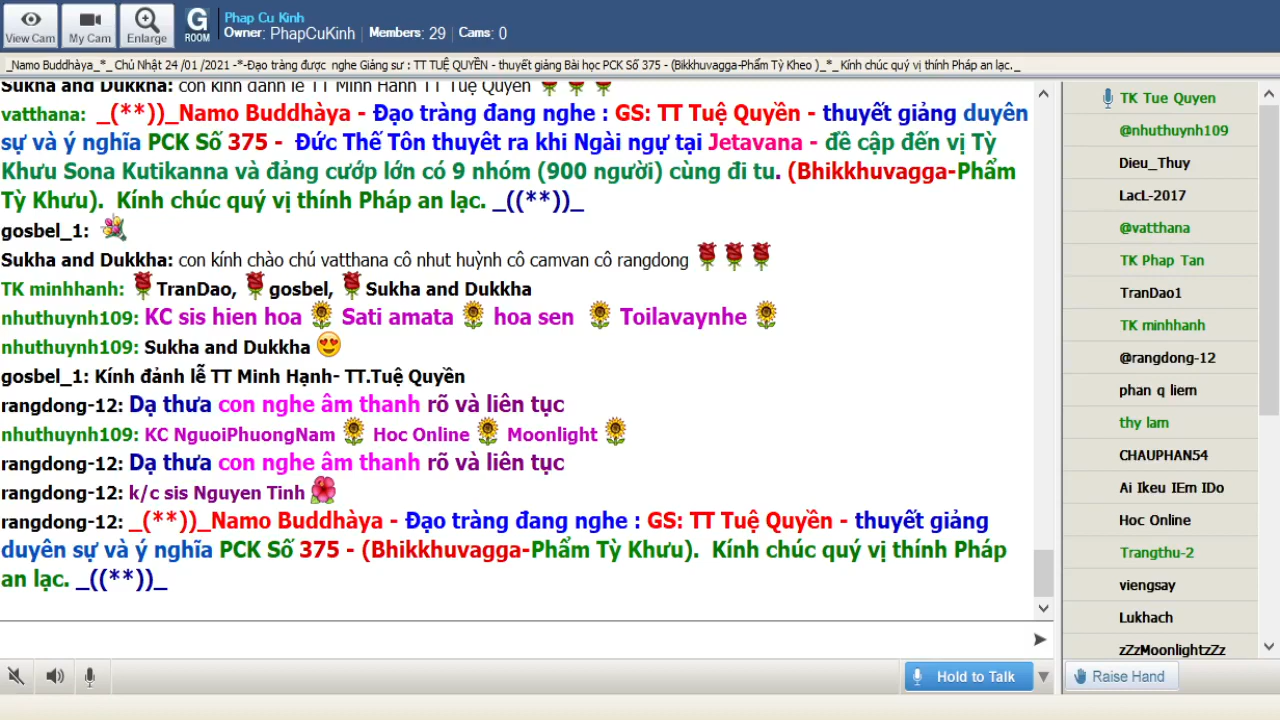 View Cam
My Cam
Enlarge
G
ROOM
Phap Cu Kinh
Owner: PhapCuKinh Members: 29 Cams: 0
_Namo Buddhàya_*_ Chủ Nhật 24 /01 /2021 -*-Đạo tràng được nghe Giảng sư : TT TUỆ QUYỀN - thuyết giảng Bài học PCK Số 375 - (Bikkhuvagga-Phẩm Tỳ Kheo )_*_ Kính chúc quý vị thính Pháp an lạc._
Sukha and Dukkha: con kính đảnh lễ TT Minh Hạnh TT Tuệ Quyền
vatthana: _(**))_Namo Buddhàya - Đạo tràng đang nghe : GS: TT Tuệ Quyền - thuyết giảng duyên
sự và ý nghĩa PCK Số 375 - Đức Thế Tôn thuyết ra khi Ngài ngự tại Jetavana - đề cập đến vị Tỳ
Khưu Sona Kutikanna và đảng cướp lớn có 9 nhóm (900 người) cùng đi tu. (Bhikkhuvagga-Phẩm
Tỳ Khưu). Kính chúc quý vị thính Pháp an lạc. _((**))_
gosbel_1:
Sukha and Dukkha: con kính chào chú vatthana cô nhut huỳnh cô camvan cô rangdong
TK minhhanh: TranDao, gosbel, Sukha and Dukkha
nhuthuynh109: KC sis hien hoa Sati amata hoa sen Toilavaynhe
nhuthuynh109: Sukha and Dukkha
gosbel_1: Kính đảnh lễ TT Minh Hạnh- TT.Tuệ Quyền
rangdong-12: Dạ thưa con nghe âm thanh rõ và liên tục
nhuthuynh109: KC NguoiPhuongNam Hoc Online Moonlight
rangdong-12: Dạ thưa con nghe âm thanh rõ và liên tục
rangdong-12: k/c sis Nguyen Tinh
rangdong-12: _(**))_Namo Buddhàya - Đạo tràng đang nghe : GS: TT Tuệ Quyền - thuyết giảng
duyên sự và ý nghĩa PCK Số 375 - (Bhikkhuvagga-Phẩm Tỳ Khưu). Kính chúc quý vị thính Pháp
an lạc. _((**))_
Hold to Talk
TK Tue Quyen
@nhuthuynh109
Dieu_Thuy
LacL-2017
@vatthana
TK Phap Tan
TranDao1
TK minhhanh
@rangdong-12
phan q liem
thy lam
CHAUPHAN54
Ai Ikeu IEm IDo
Hoc Online
Trangthu-2
viengsay
Lukhach
zZzMoonlightzZz
Raise Hand